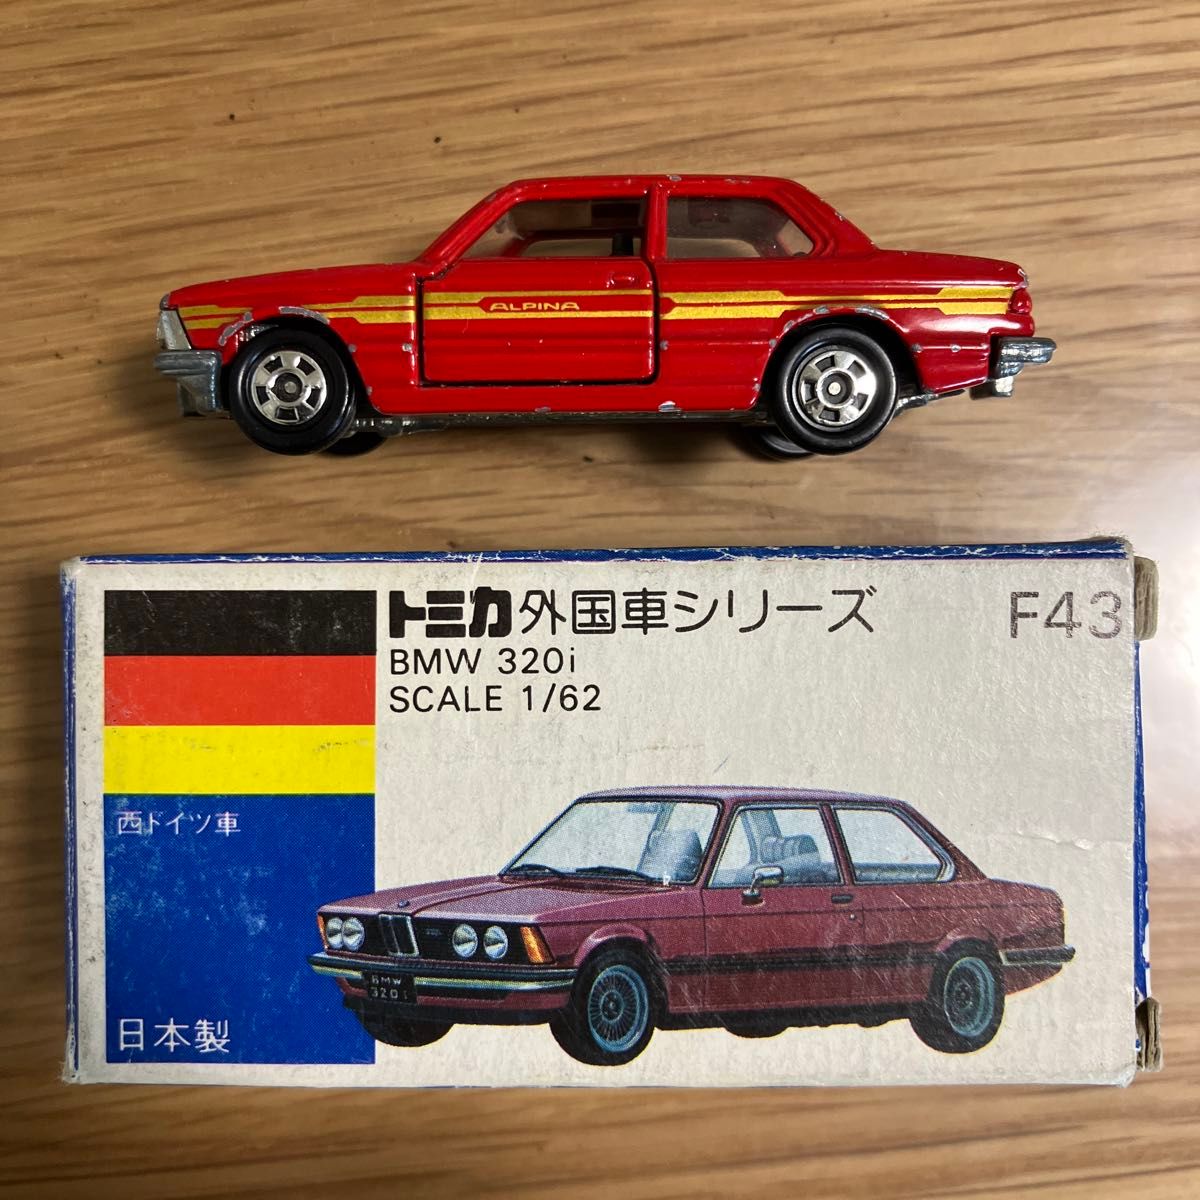 ALPINA
トミカ外国車シリーズ F43
BMW 320i
SCALE 1/62
西ドイツ車
BMW
320i
日本製